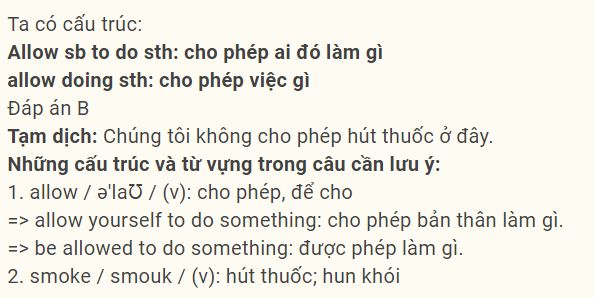 Ta có cấu trúc:
Allow sb to do sth: cho phép ai đó làm gì
allow doing sth: cho phép việc gì
Đáp án B
Tạm dịch: Chúng tôi không cho phép hút thuốc ở đây.
Những cấu trúc và từ vựng trong câu cần lưu ý:
1. allow / ə'laƱ / (v): cho phép, để cho
=> allow yourself to do something: cho phép bản thân làm gì.
=> be allowed to do something: được phép làm gì.
2. smoke / smouk / (v): hút thuốc; hun khói